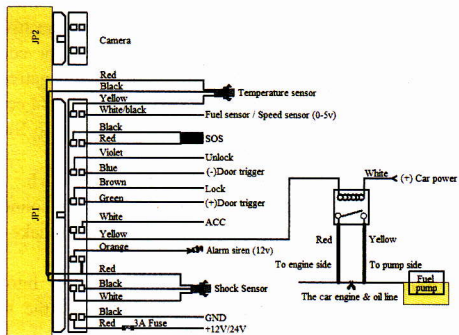 JP2
Camera
Red
Black
Temperature sensor
Yellow
White/black
Fuel sensor / Speed sensor (0-5v)
Black
Red
SOS
Violet
Unlock
Blue
(-)Door trigger
Brown
Lock
Green
(+)Door trigger
JP1
White
ACC
Yellow
Orange
Alarm siren (12v)
Red
Black
Shock Sensor
White
Black
GND
Red
3A Fuse
+12V/24V
White
(+) Car power
Red
Yellow
To engine side
To pump side
Fuel
pump
The car engine & oil line